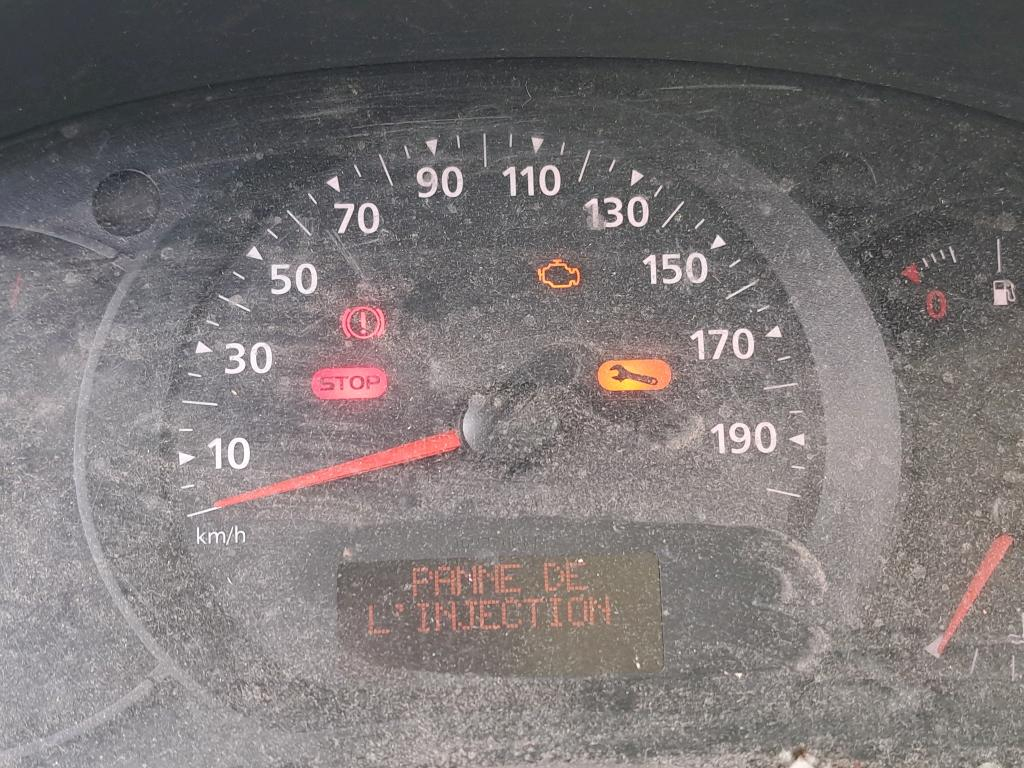 90 110
70 130
50 150
30 170
STOP
10 190
0
km/h
PANNE DE
L'INJECTION